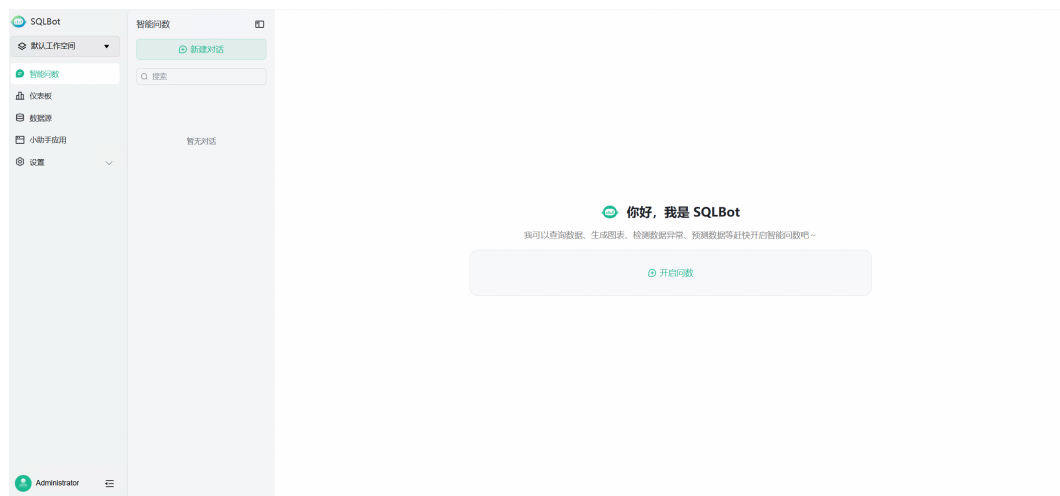 SQLBot
默认工作空间
智能问数
仪表板
数据源
小助手应用
设置
Administrator
智能问数
新建对话
搜索
暂无对话
你好，我是 SQLBot
我可以查询数据、生成图表、检测数据异常、预测数据等赶快开启智能问数吧～
开启问数